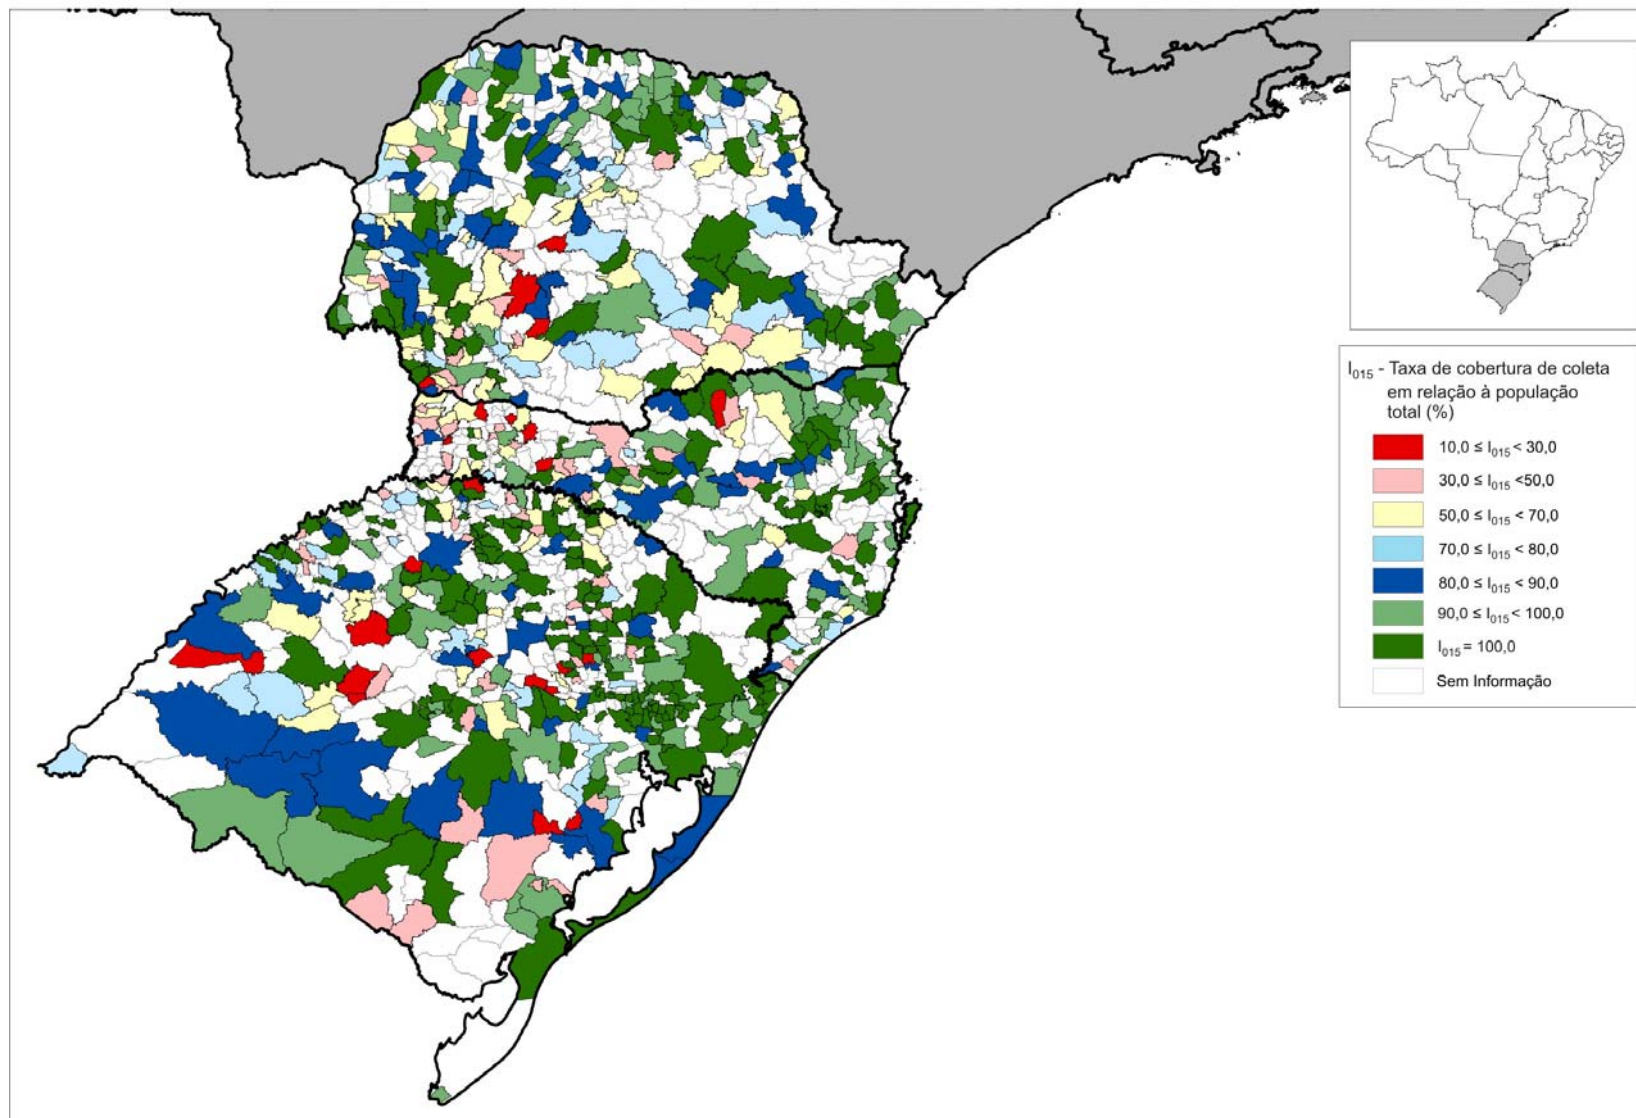 I015 - Taxa de cobertura de coleta
em relação à população
total (%)
10,0 ≤ I015 < 30,0
30,0 ≤ I015 <50,0
50,0 ≤ I015 < 70,0
70,0 ≤ I015 < 80,0
80,0 ≤ I015 < 90,0
90,0 ≤ I015 < 100,0
I015 = 100,0
Sem Informação